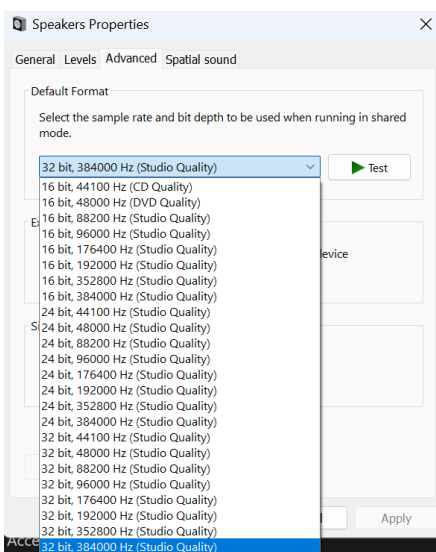 Speakers Properties
General Levels Advanced Spatial sound
Default Format
Select the sample rate and bit depth to be used when running in shared
mode.
32 bit, 384000 Hz (Studio Quality)
Test
16 bit, 44100 Hz (CD Quality)
16 bit, 48000 Hz (DVD Quality)
16 bit, 88200 Hz (Studio Quality)
16 bit, 96000 Hz (Studio Quality)
16 bit, 176400 Hz (Studio Quality)
16 bit, 192000 Hz (Studio Quality)
16 bit, 352800 Hz (Studio Quality)
16 bit, 384000 Hz (Studio Quality)
24 bit, 44100 Hz (Studio Quality)
24 bit, 48000 Hz (Studio Quality)
24 bit, 88200 Hz (Studio Quality)
24 bit, 96000 Hz (Studio Quality)
24 bit, 176400 Hz (Studio Quality)
24 bit, 192000 Hz (Studio Quality)
24 bit, 352800 Hz (Studio Quality)
24 bit, 384000 Hz (Studio Quality)
32 bit, 44100 Hz (Studio Quality)
32 bit, 48000 Hz (Studio Quality)
32 bit, 88200 Hz (Studio Quality)
32 bit, 96000 Hz (Studio Quality)
32 bit, 176400 Hz (Studio Quality)
32 bit, 192000 Hz (Studio Quality)
32 bit, 352800 Hz (Studio Quality)
32 bit, 384000 Hz (Studio Quality)
Apply